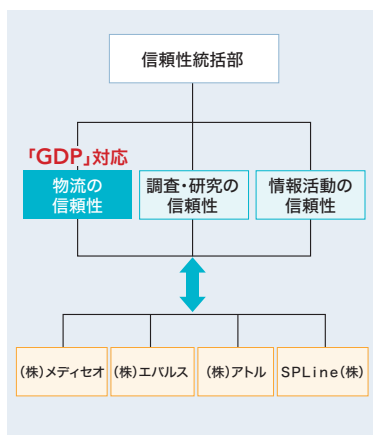 信頼性統括部
「GDP」対応
物流の
信頼性
調査・研究の
信頼性
情報活動の
信頼性
(株)メディセオ
(株)エバルス
(株)アトル
SPLine(株)